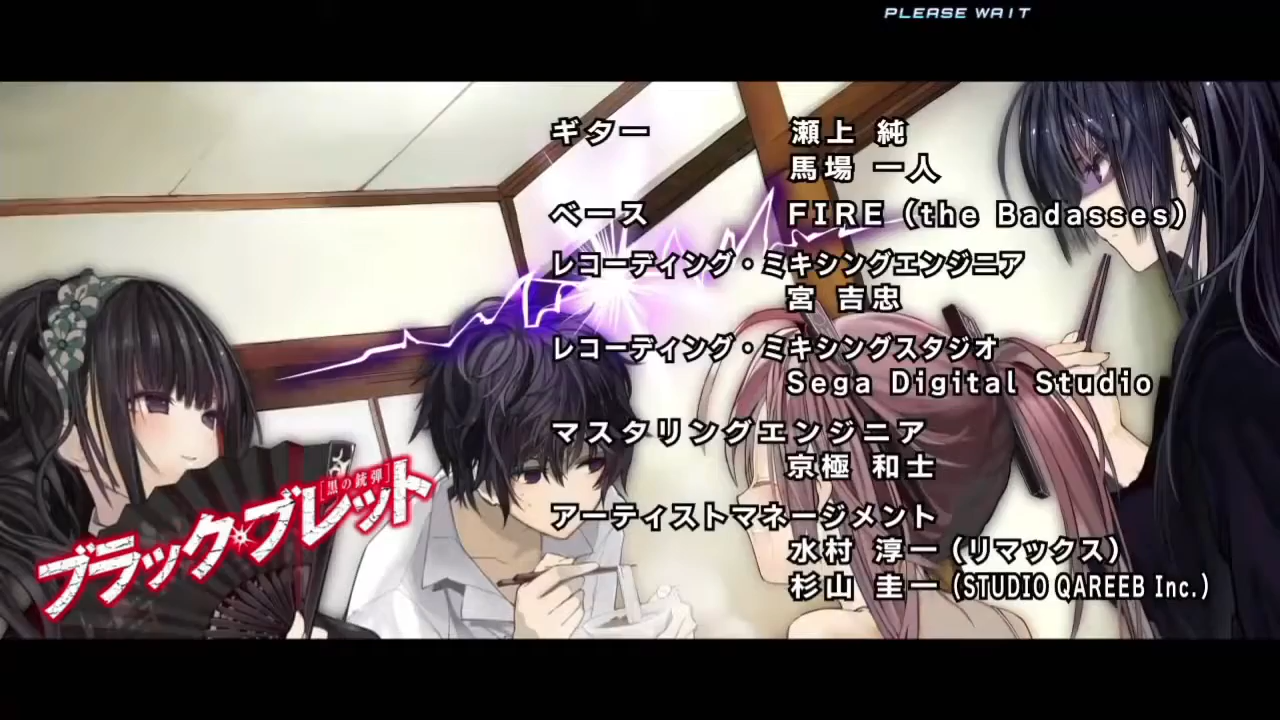 PLEASE WAIT
ギター
瀬上 純
馬場 一人
ベース
FIRE (the Badasses)
レコーディング・ミキシングエンジニア
宮 吉忠
レコーディング・ミキシングスタジオ
Sega Digital Studio
マスタリングエンジニア
京極 和士
アーティストマネージメント
水村 淳一 (リマックス)
杉山 圭一 (STUDIO QAREEB Inc.)
[黒の銃弾]
ブラック・ブレット